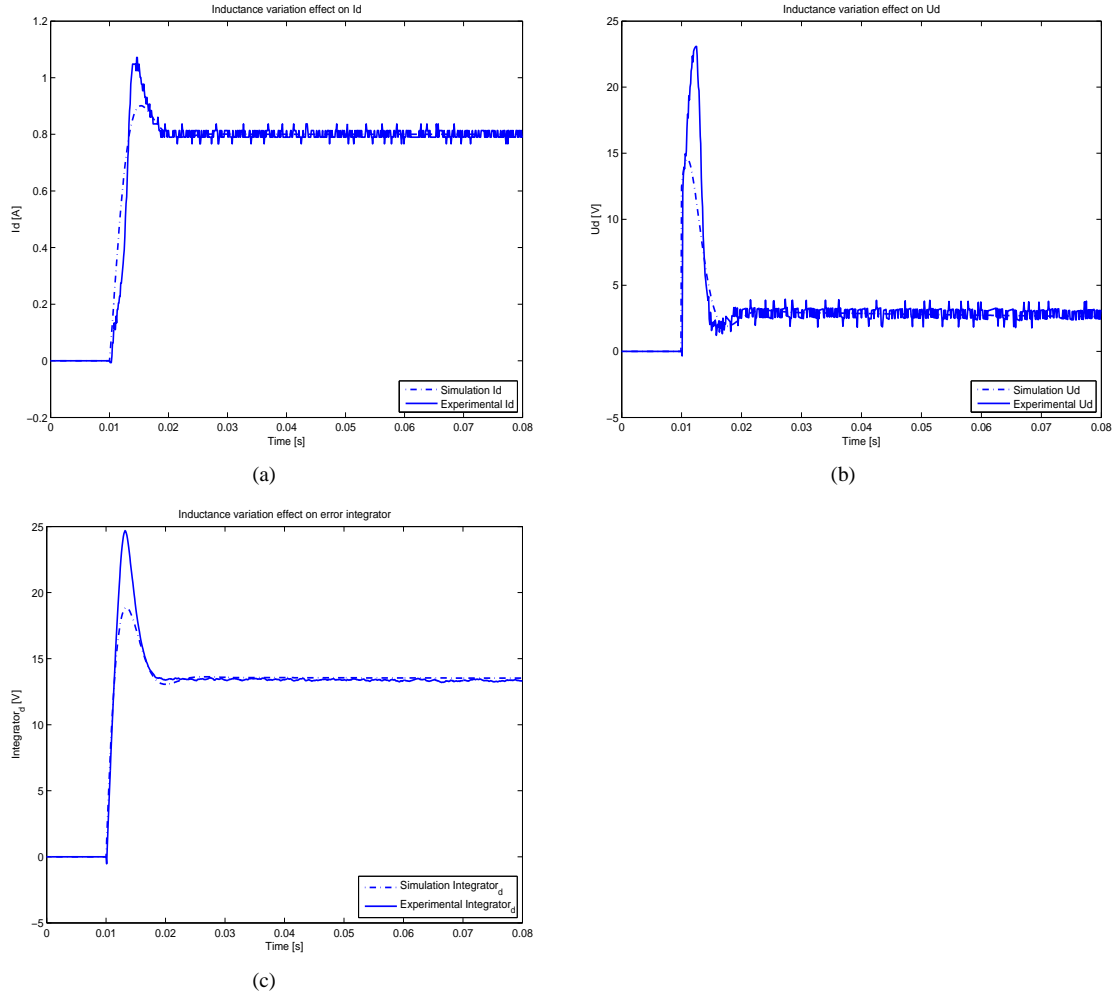 Inductance variation effect on Id
1.2
1
0.8
0.6
0.4
0.2
0
−0.2
Id [A]
0
0.01
0.02
0.03
0.04
0.05
0.06
0.07
0.08
Time [s]
Simulation Id
Experimental Id
(a)
Inductance variation effect on Ud
25
20
15
10
5
0
−5
Ud [V]
0
0.01
0.02
0.03
0.04
0.05
0.06
0.07
0.08
Time [s]
Simulation Ud
Experimental Ud
(b)
Inductance variation effect on error integrator
25
20
15
10
5
0
−5
Integrator_d [V]
0
0.01
0.02
0.03
0.04
0.05
0.06
0.07
0.08
Time [s]
Simulation Integrator_d
Experimental Integrator_d
(c)